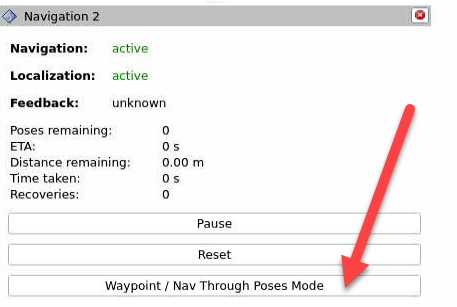 Navigation 2
Navigation: active
Localization: active
Feedback: unknown
Poses remaining: 0
ETA: 0 s
Distance remaining: 0.00 m
Time taken: 0 s
Recoveries: 0
Pause
Reset
Waypoint / Nav Through Poses Mode